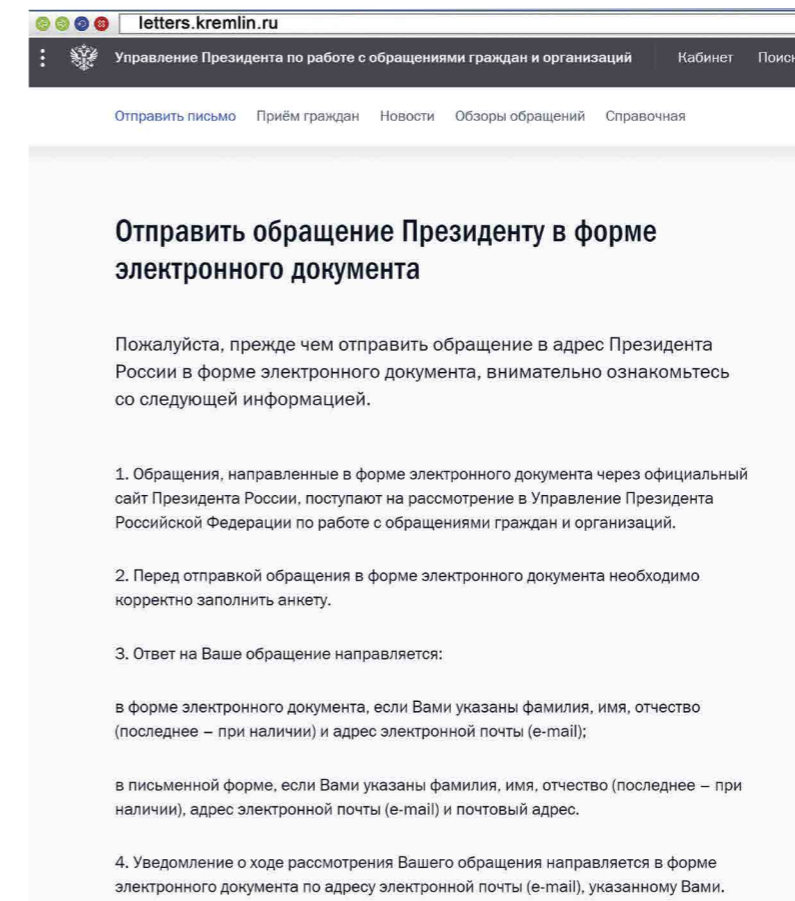 letters.kremlin.ru
Управление Президента по работе с обращениями граждан и организаций Кабинет Поиск
Отправить письмо Приём граждан Новости Обзоры обращений Справочная
Отправить обращение Президенту в форме
электронного документа
Пожалуйста, прежде чем отправить обращение в адрес Президента
России в форме электронного документа, внимательно ознакомьтесь
со следующей информацией.
1. Обращения, направленные в форме электронного документа через официальный
сайт Президента России, поступают на рассмотрение в Управление Президента
Российской Федерации по работе с обращениями граждан и организаций.
2. Перед отправкой обращения в форме электронного документа необходимо
корректно заполнить анкету.
3. Ответ на Ваше обращение направляется:
в форме электронного документа, если Вами указаны фамилия, имя, отчество
(последнее – при наличии) и адрес электронной почты (e-mail);
в письменной форме, если Вами указаны фамилия, имя, отчество (последнее – при
наличии), адрес электронной почты (e-mail) и почтовый адрес.
4. Уведомление о ходе рассмотрения Вашего обращения направляется в форме
электронного документа по адресу электронной почты (e-mail), указанному Вами.